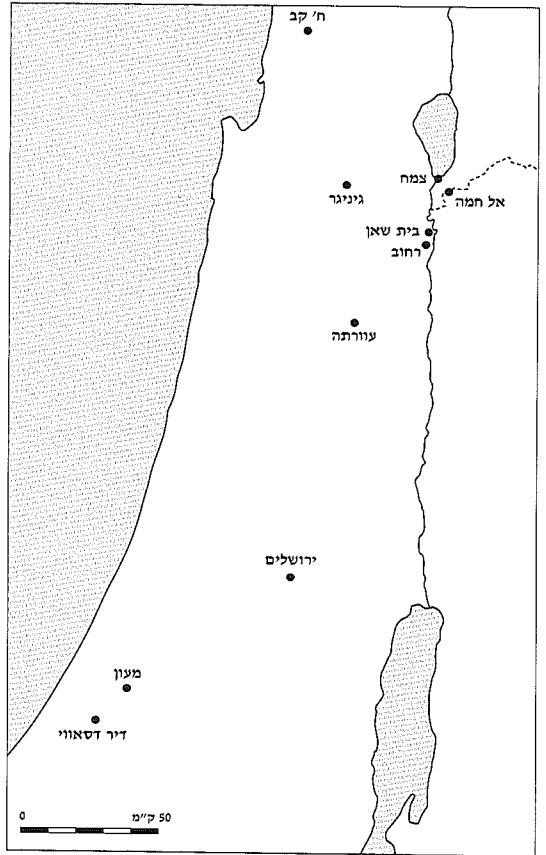 ח' קב
צמח
אל חמה
גיניגר
בית שאן
רחוב
עוורתה
ירושלים
מעון
דיר דסאווי
0 50 ק"מ